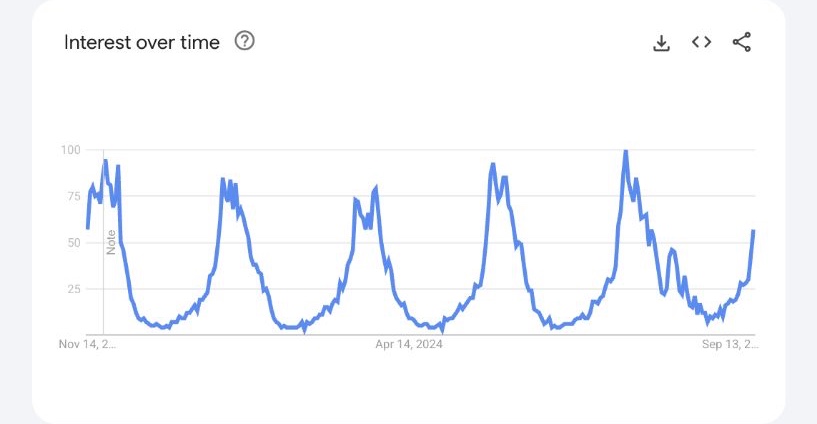 Interest over time
100
75
50
25
Note
Nov 14, 2...
Apr 14, 2024
Sep 13, 2...